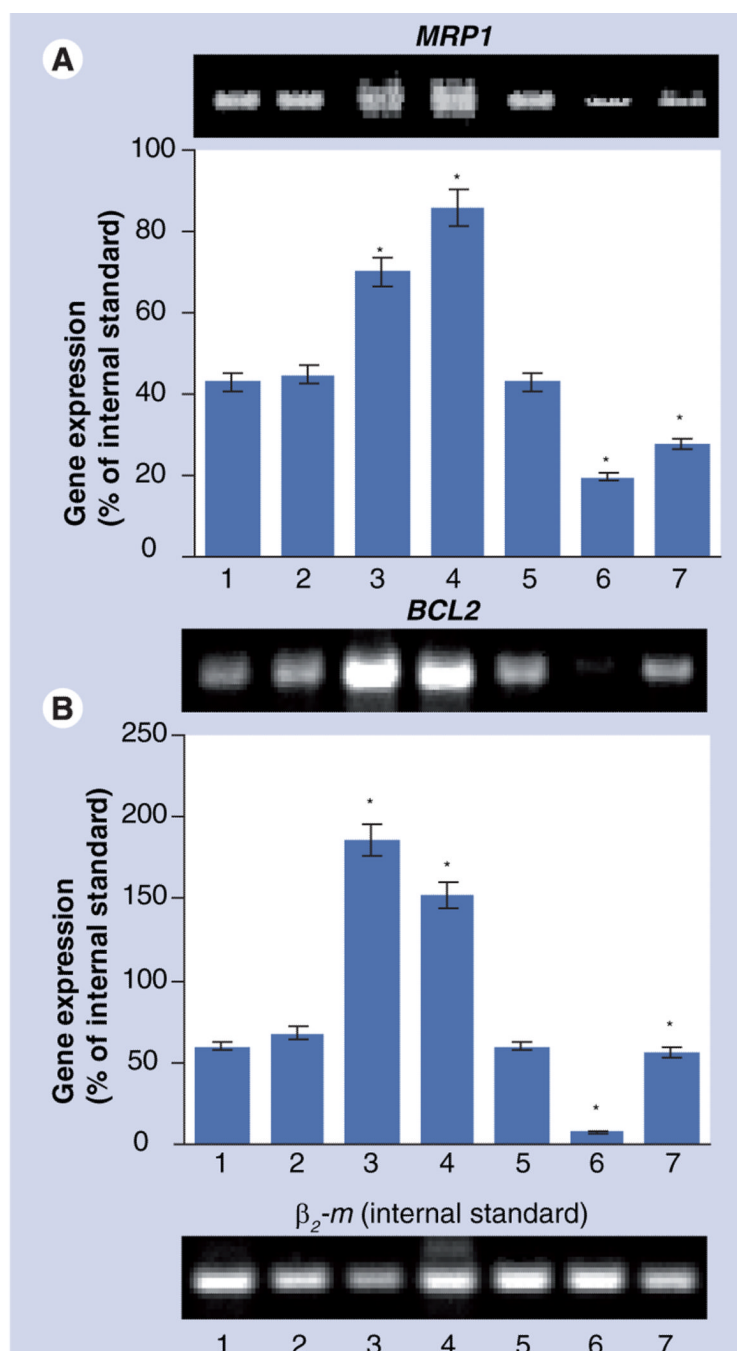 A
MRP1
Gene expression
(% of internal standard)
100
80
60
40
20
0
*
*
*
*
1 2 3 4 5 6 7
BCL2
B
Gene expression
(% of internal standard)
250
200
150
100
50
0
*
*
*
*
1 2 3 4 5 6 7
β2-m (internal standard)
1 2 3 4 5 6 7